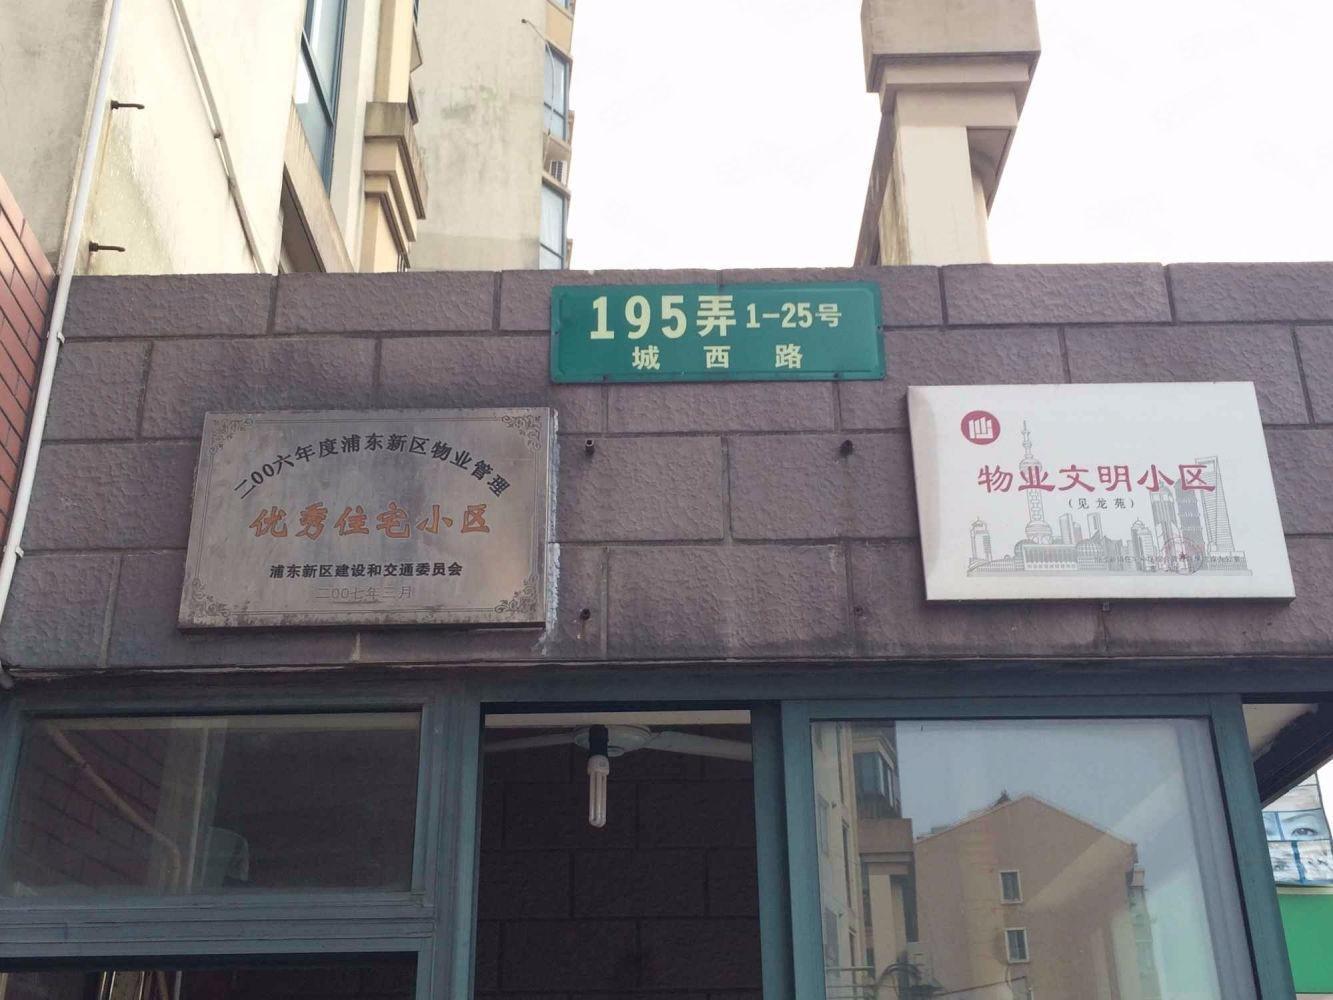 195弄 1-25号
城西路
二00六年度浦东新区物业管理
优秀住宅小区
浦东新区建设和交通委员会
二00七年三月
物业文明小区
(见龙苑)